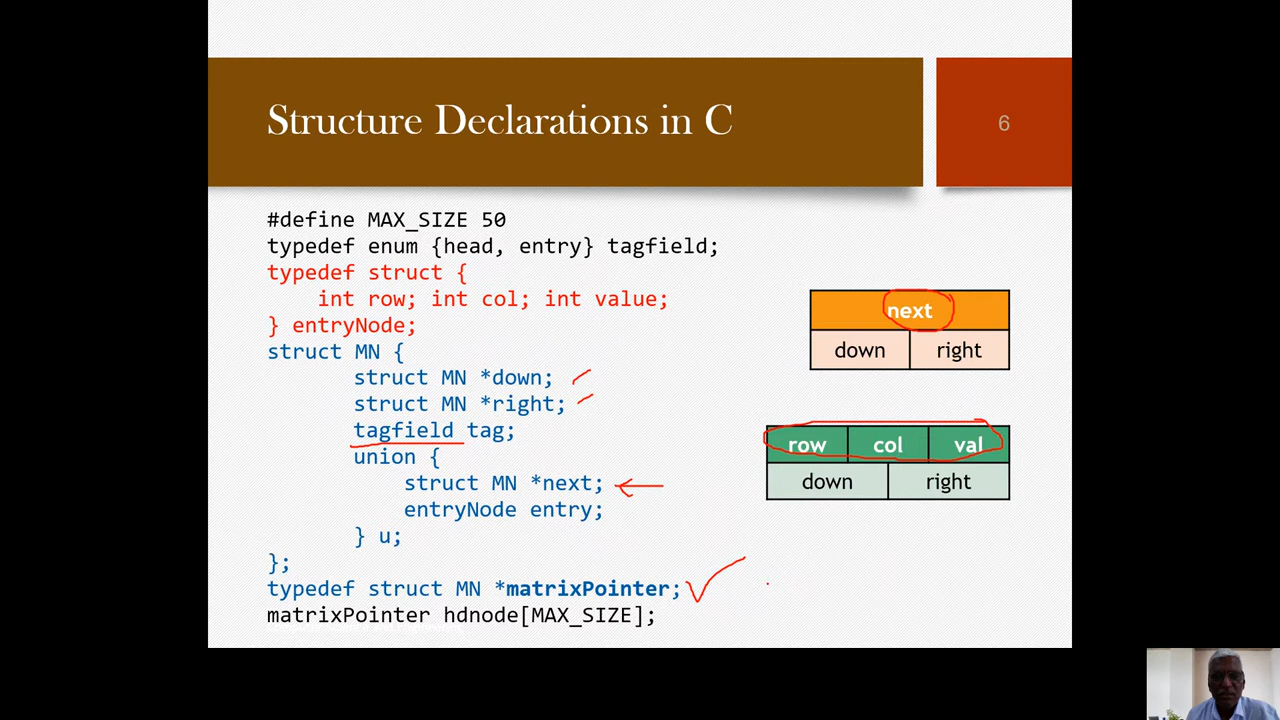 Structure Declarations in C
6
#define MAX_SIZE 50
typedef enum {head, entry} tagfield;
typedef struct {
int row; int col; int value;
} entryNode;
struct MN {
struct MN *down;
struct MN *right;
tagfield tag;
union {
struct MN *next;
entryNode entry;
} u;
};
typedef struct MN *matrixPointer;
matrixPointer hdnode[MAX_SIZE];
next
down right
row col val
down right